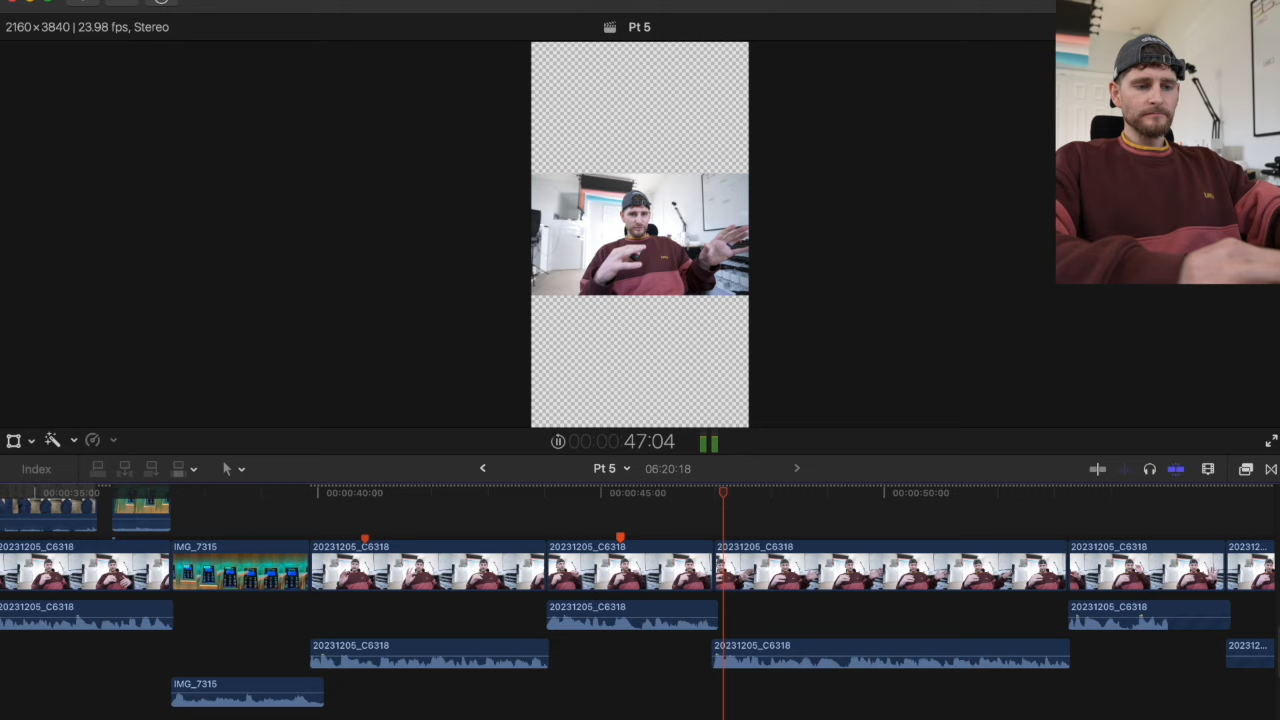 2160×3840 | 23.98 fps, Stereo
Pt 5
00:00:47:04
Index
Pt 5
06:20:18
00:00:35:00
00:00:40:00
00:00:45:00
00:00:50:00
20231205_C6318
IMG_7315
20231205_C6318
20231205_C6318
20231205_C6318
20231205_C6318
202312...
20231205_C6318
20231205_C6318
20231205_C6318
20231205_C6318
20231205_C6318
202312...
IMG_7315